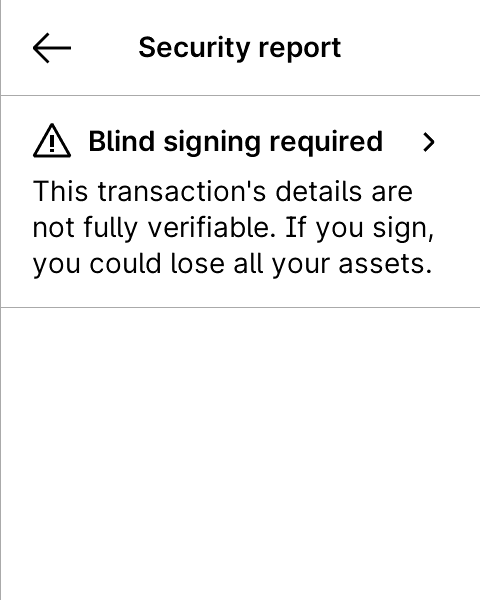 Security report
Blind signing required
This transaction's details are
not fully verifiable. If you sign,
you could lose all your assets.